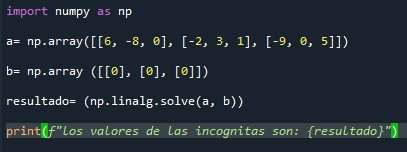 import numpy as np
a= np.array([[6, -8, 0], [-2, 3, 1], [-9, 0, 5]])
b= np.array ([[0], [0], [0]])
resultado= (np.linalg.solve(a, b))
print(f"los valores de las incognitas son: {resultado}")